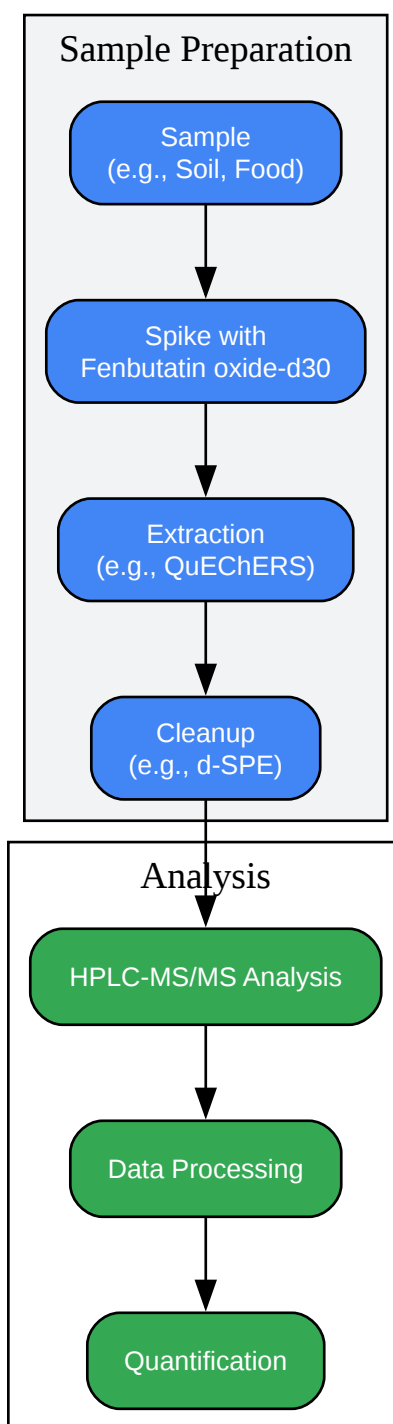 Sample Preparation
Sample
(e.g., Soil, Food)
Spike with
Fenbutatin oxide-d30
Extraction
(e.g., QuEChERS)
Cleanup
(e.g., d-SPE)
Analysis
HPLC-MS/MS Analysis
Data Processing
Quantification